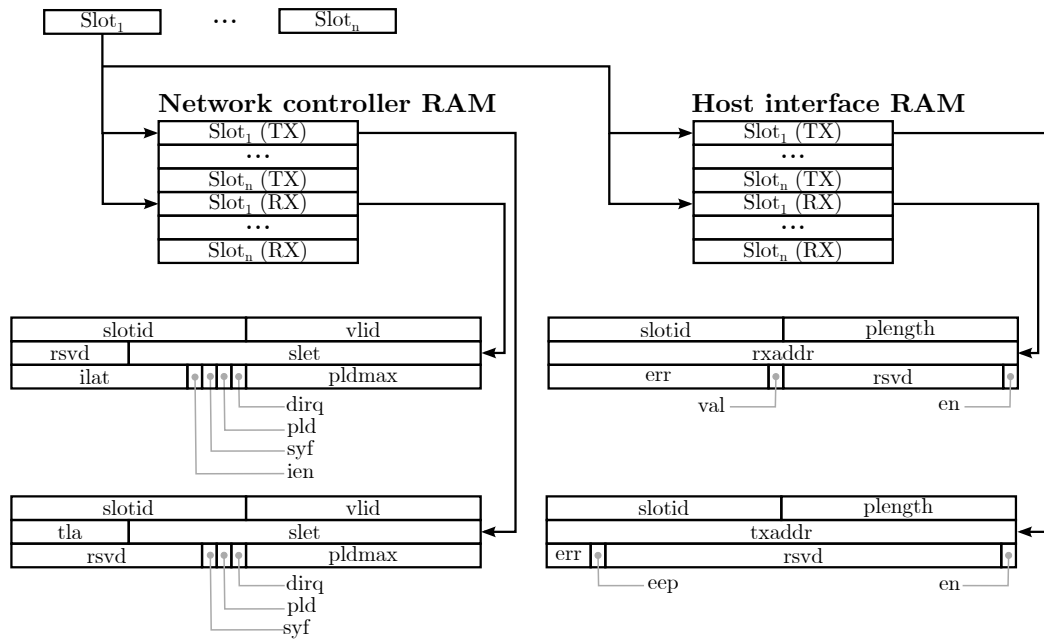 Slot₁ ... Slotₙ
Network controller RAM
Slot₁ (TX)
...
Slotₙ (TX)
Slot₁ (RX)
...
Slotₙ (RX)
Host interface RAM
Slot₁ (TX)
...
Slotₙ (TX)
Slot₁ (RX)
...
Slotₙ (RX)
slotid vlid
rsvd slet
ilat pldmax
dirq
pld
syf
ien
slotid plength
rxaddr
err rsvd
val en
slotid vlid
tla slet
rsvd pldmax
dirq
pld
syf
slotid plength
txaddr
err rsvd
eep en